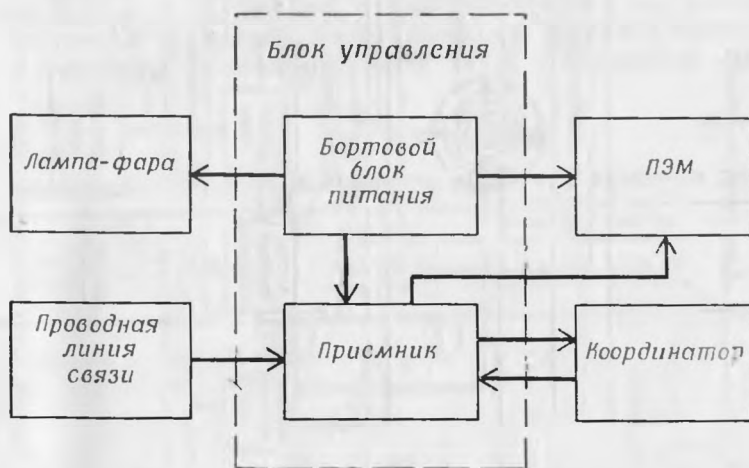 Блок управления
Лампа-фара
Бортовой
блок
питания
ПЭМ
Проводная
линия
связи
Приемник
Координатор